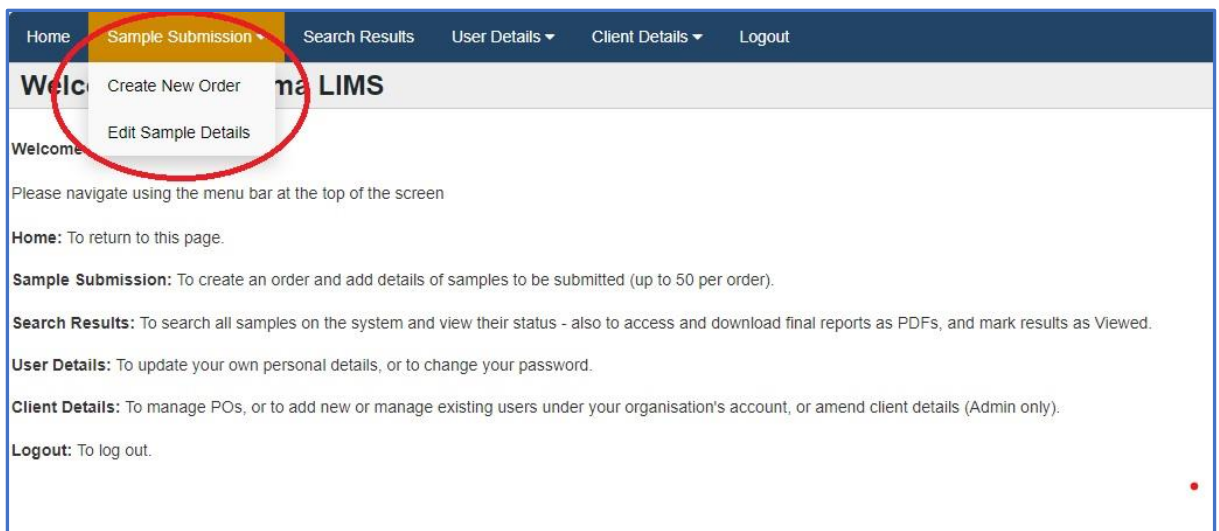 Home Sample Submission Search Results User Details Client Details Logout
Create New Order
Edit Sample Details
Welc ma LIMS
Welcome
Please navigate using the menu bar at the top of the screen
Home: To return to this page.
Sample Submission: To create an order and add details of samples to be submitted (up to 50 per order).
Search Results: To search all samples on the system and view their status - also to access and download final reports as PDFs, and mark results as Viewed.
User Details: To update your own personal details, or to change your password.
Client Details: To manage POs, or to add new or manage existing users under your organisation's account, or amend client details (Admin only).
Logout: To log out.